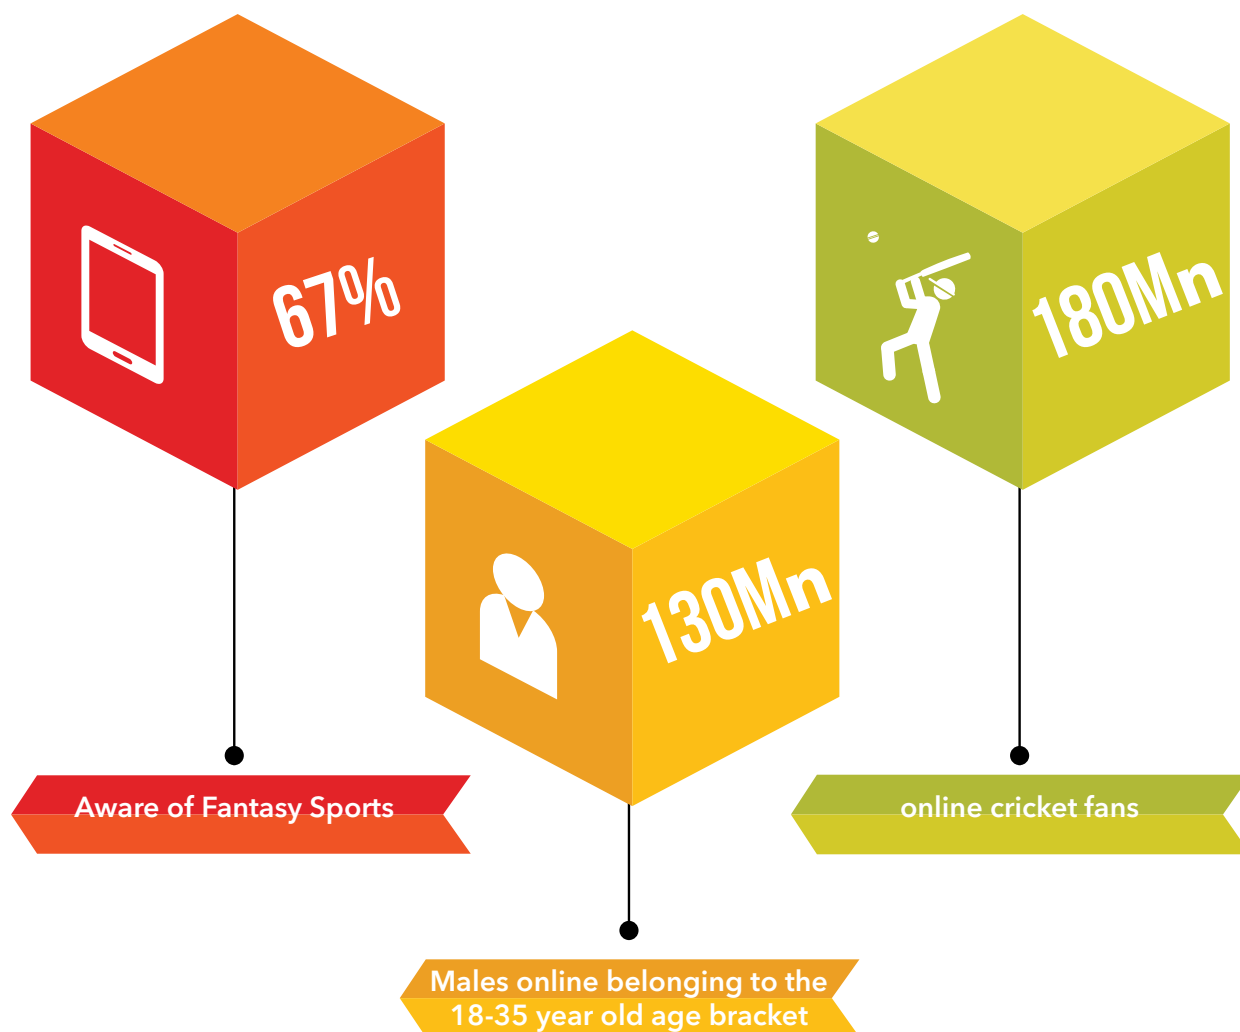 67%
Aware of Fantasy Sports
130Mn
Males online belonging to the
18-35 year old age bracket
180Mn
online cricket fans